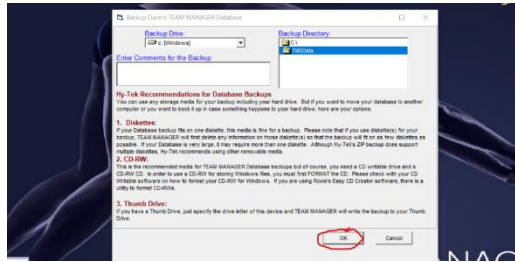 Backup Current TEAM MANAGER Database
Backup Drive:
Backup Directory:
c: [Windows]
C:\
Enter Comments for the Backup:
Hy-Tek Recommendations for Database Backups
You can use any storage media for your backup including your hard drive. But if you want to move your database to another
computer or you want to back it up in case something happens to your hard drive, here are your options.
1. Diskettes:
If your Database backup fits on one diskette, this media is fine for a backup. Please note that if you use diskette(s) for your
backup, TEAM MANAGER will first delete any information on those diskette(s) so that the backup will fit on as few diskettes as
possible. If your Database is very large, it may require more than one diskette. Although Hy-Tek's ZIP backup does support
multiple diskettes, Hy-Tek recommends using other removable media.
2. CD-RW:
This is the recommended media for TEAM MANAGER Database backups but of course, you need a CD writable drive and a
CD-RW CD. In order to use a CD-RW for storing Windows files, you must first FORMAT the CD. Please check with your CD
Writable software on how to format your CD-RW for Windows. If you are using Roxio's Easy CD Creator software, there is a
utility to format CD-RWs.
3. Thumb Drive:
If you have a Thumb Drive, just specify the drive letter of this device and TEAM MANAGER will write the backup to your Thumb
Drive.
OK
Cancel